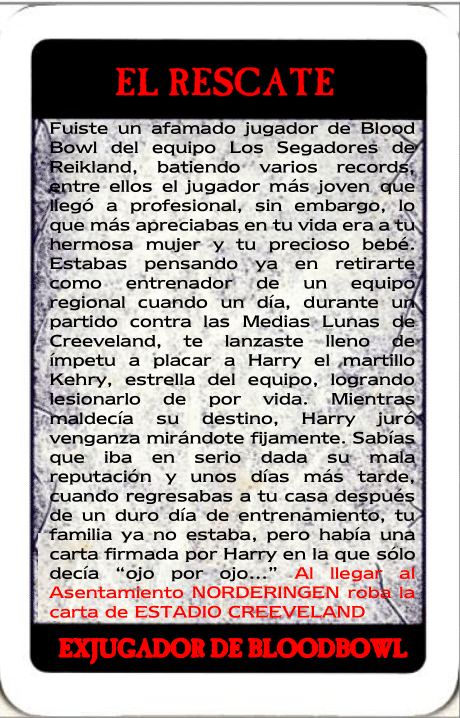 EL RESCATE
Fuiste un afamado jugador de Blood
Bowl del equipo Los Segadores de
Reikland, batiendo varios records,
entre ellos el jugador más joven que
llegó a profesional, sin embargo, lo
que más apreciabas en tu vida era a tu
hermosa mujer y tu precioso bebé.
Estabas pensando ya en retirarte
como entrenador de un equipo
regional cuando un día, durante un
partido contra las Medias Lunas de
Creeveland, te lanzaste lleno de
ímpetu a placar a Harry el martillo
Kehry, estrella del equipo, logrando
lesionarlo de por vida. Mientras
maldecía su destino, Harry juró
venganza mirándote fijamente. Sabías
que iba en serio dada su mala
reputación y unos días más tarde,
cuando regresabas a tu casa después
de un duro día de entrenamiento, tu
familia ya no estaba, pero había una
carta firmada por Harry en la que sólo
decía “ojo por ojo...” Al llegar al
Asentamiento NORDERINGEN roba la
carta de ESTADIO CREEVELAND
EXJUGADOR DE BLOODBOWL